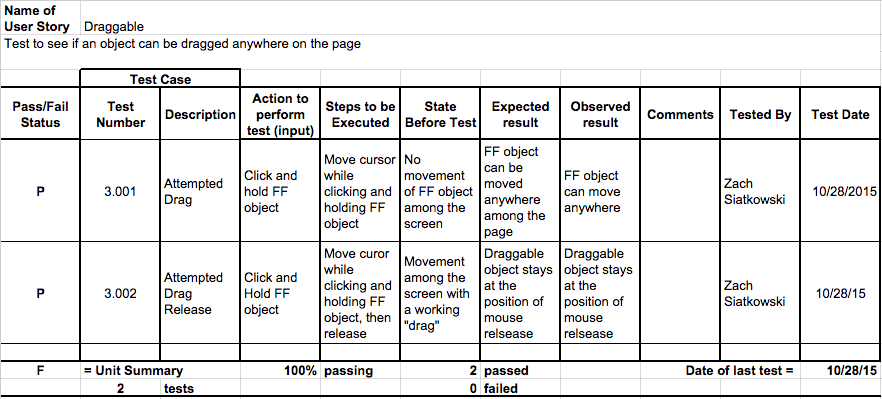 Name of
User Story Draggable
Test to see if an object can be dragged anywhere on the page
Test Case
Pass/Fail
Status
Test
Number
Description
Action to
perform
test (input)
Steps to be
Executed
State
Before Test
Expected
result
Observed
result
Comments
Tested By
Test Date
P
3.001
Attempted
Drag
Click and
hold FF
object
Move cursor
while
clicking and
holding FF
object
No
movement
of FF object
among the
screen
FF object
can be
moved
anywhere
among the
page
FF object
can move
anywhere
Zach
Siatkowski
10/28/2015
P
3.002
Attempted
Drag
Release
Click and
Hold FF
object
Move curor
while
clicking and
holding FF
object, then
release
Movement
among the
screen with
a working
"drag"
Draggable
object stays
at the
position of
mouse
relsease
Draggable
object stays
at the
position of
mouse
relsease
Zach
Siatkowski
10/28/15
F = Unit Summary 100% passing 2 passed Date of last test = 10/28/15
2 tests 0 failed